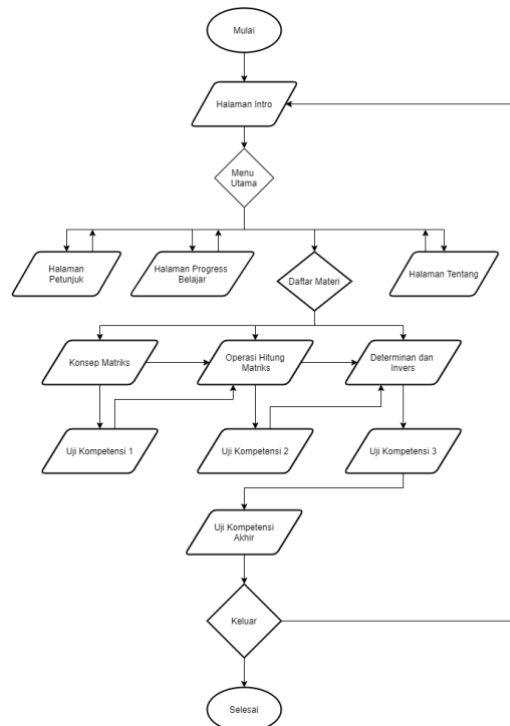 Mulai
Halaman Intro
Menu
Utama
Halaman
Petunjuk
Halaman Progress
Belajar
Daftar Materi
Halaman Tentang
Konsep Matriks
Operasi Hitung
Matriks
Determinan dan
Invers
Uji Kompetensi 1
Uji Kompetensi 2
Uji Kompetensi 3
Uji Kompetensi
Akhir
Keluar
Selesai